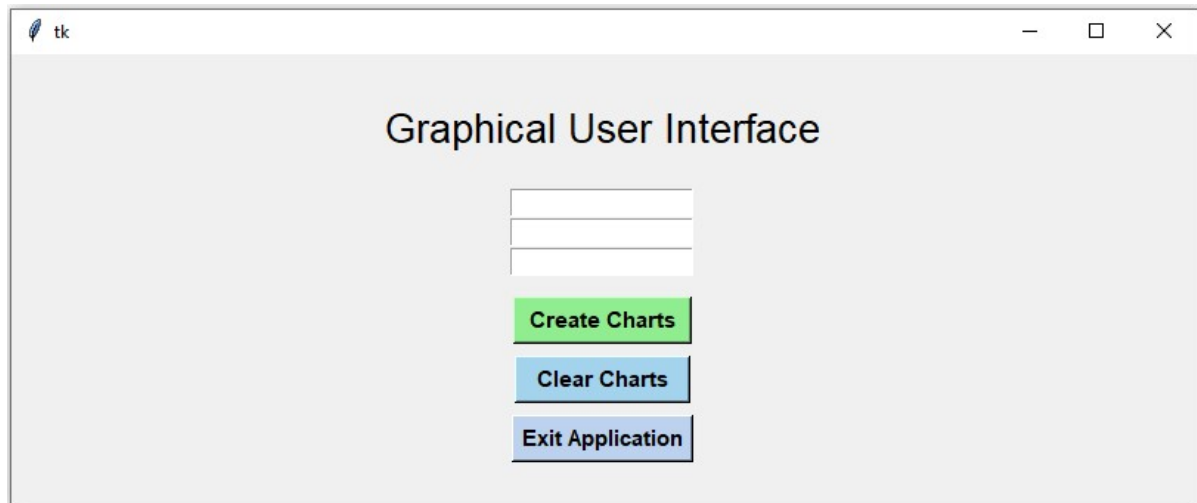 tk
Graphical User Interface
Create Charts
Clear Charts
Exit Application